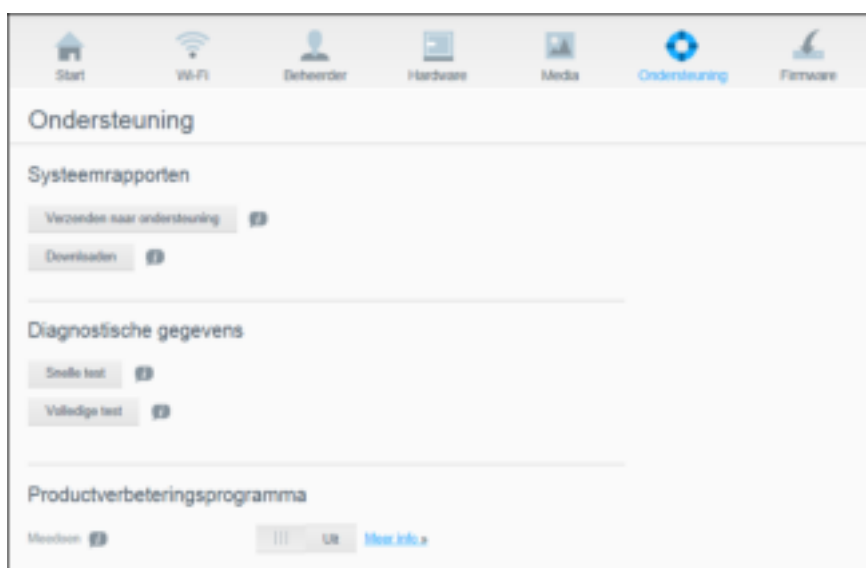 Start
Wi-Fi
Beheerder
Hardware
Media
Ondersteuning
Firmware
Ondersteuning
Systeemrapporten
Verzenden naar ondersteuning
Downloaden
Diagnostische gegevens
Snelle test
Volledige test
Productverbeteringsprogramma
Meedoen
Uit
Meer info »